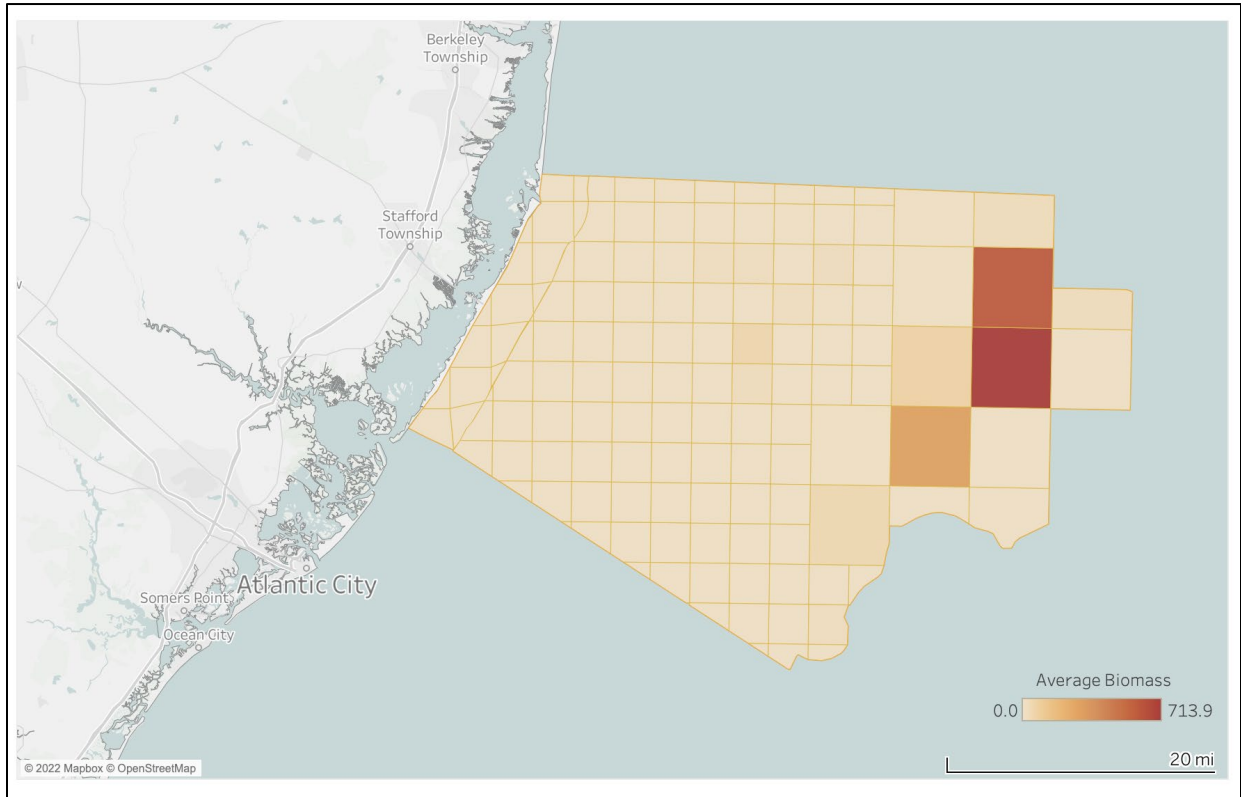 Berkeley
Township
Stafford
Township
w
Atlantic City
Somers Point
Ocean City
Average Biomass
0.0
713.9
20 mi
© 2022 Mapbox © OpenStreetMap